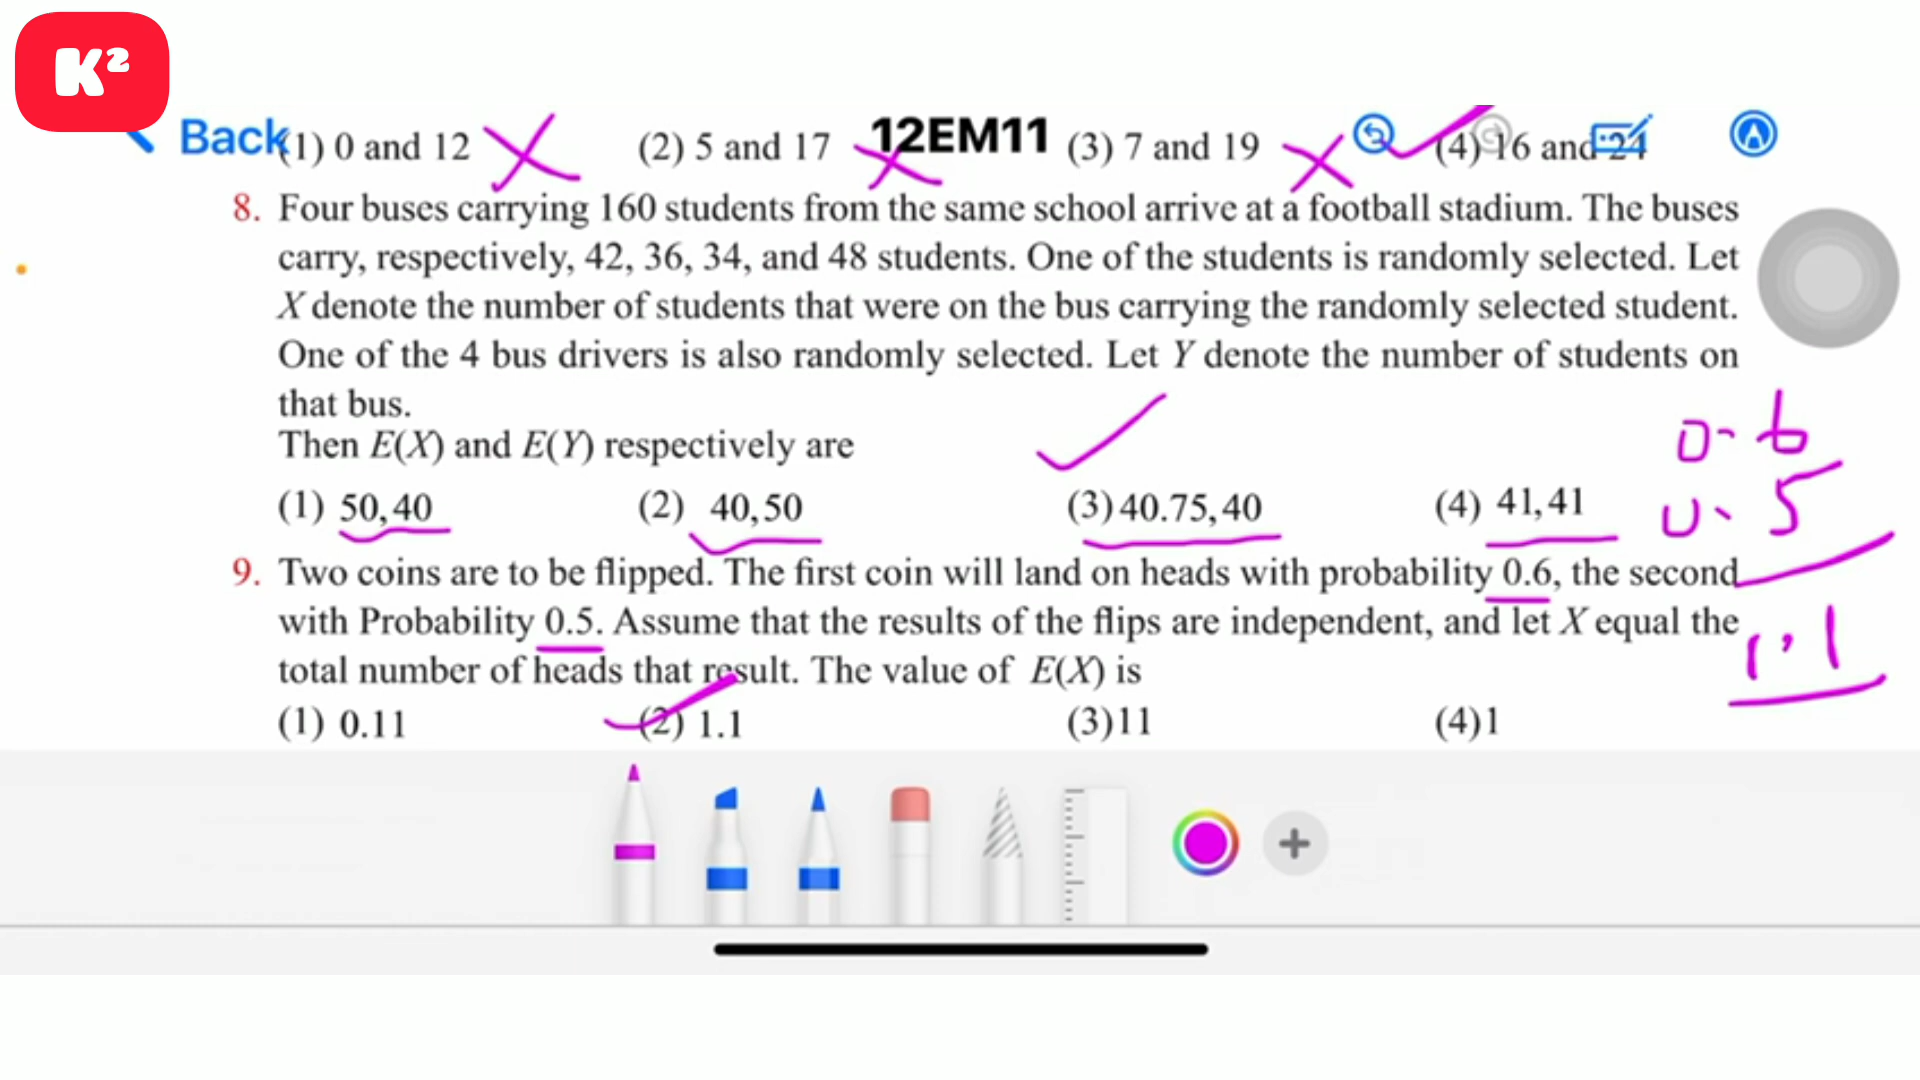 K²
Back
12EM11
(1) 0 and 12 (2) 5 and 17 (3) 7 and 19 (4) 16 and 24
8. Four buses carrying 160 students from the same school arrive at a football stadium. The buses
carry, respectively, 42, 36, 34, and 48 students. One of the students is randomly selected. Let
X denote the number of students that were on the bus carrying the randomly selected student.
One of the 4 bus drivers is also randomly selected. Let Y denote the number of students on
that bus.
Then E(X) and E(Y) respectively are
(1) 50,40 (2) 40,50 (3) 40.75,40 (4) 41,41
0.6
0.5
9. Two coins are to be flipped. The first coin will land on heads with probability 0.6, the second
with Probability 0.5. Assume that the results of the flips are independent, and let X equal the
total number of heads that result. The value of E(X) is
1.1
(1) 0.11 (2) 1.1 (3)11 (4)1